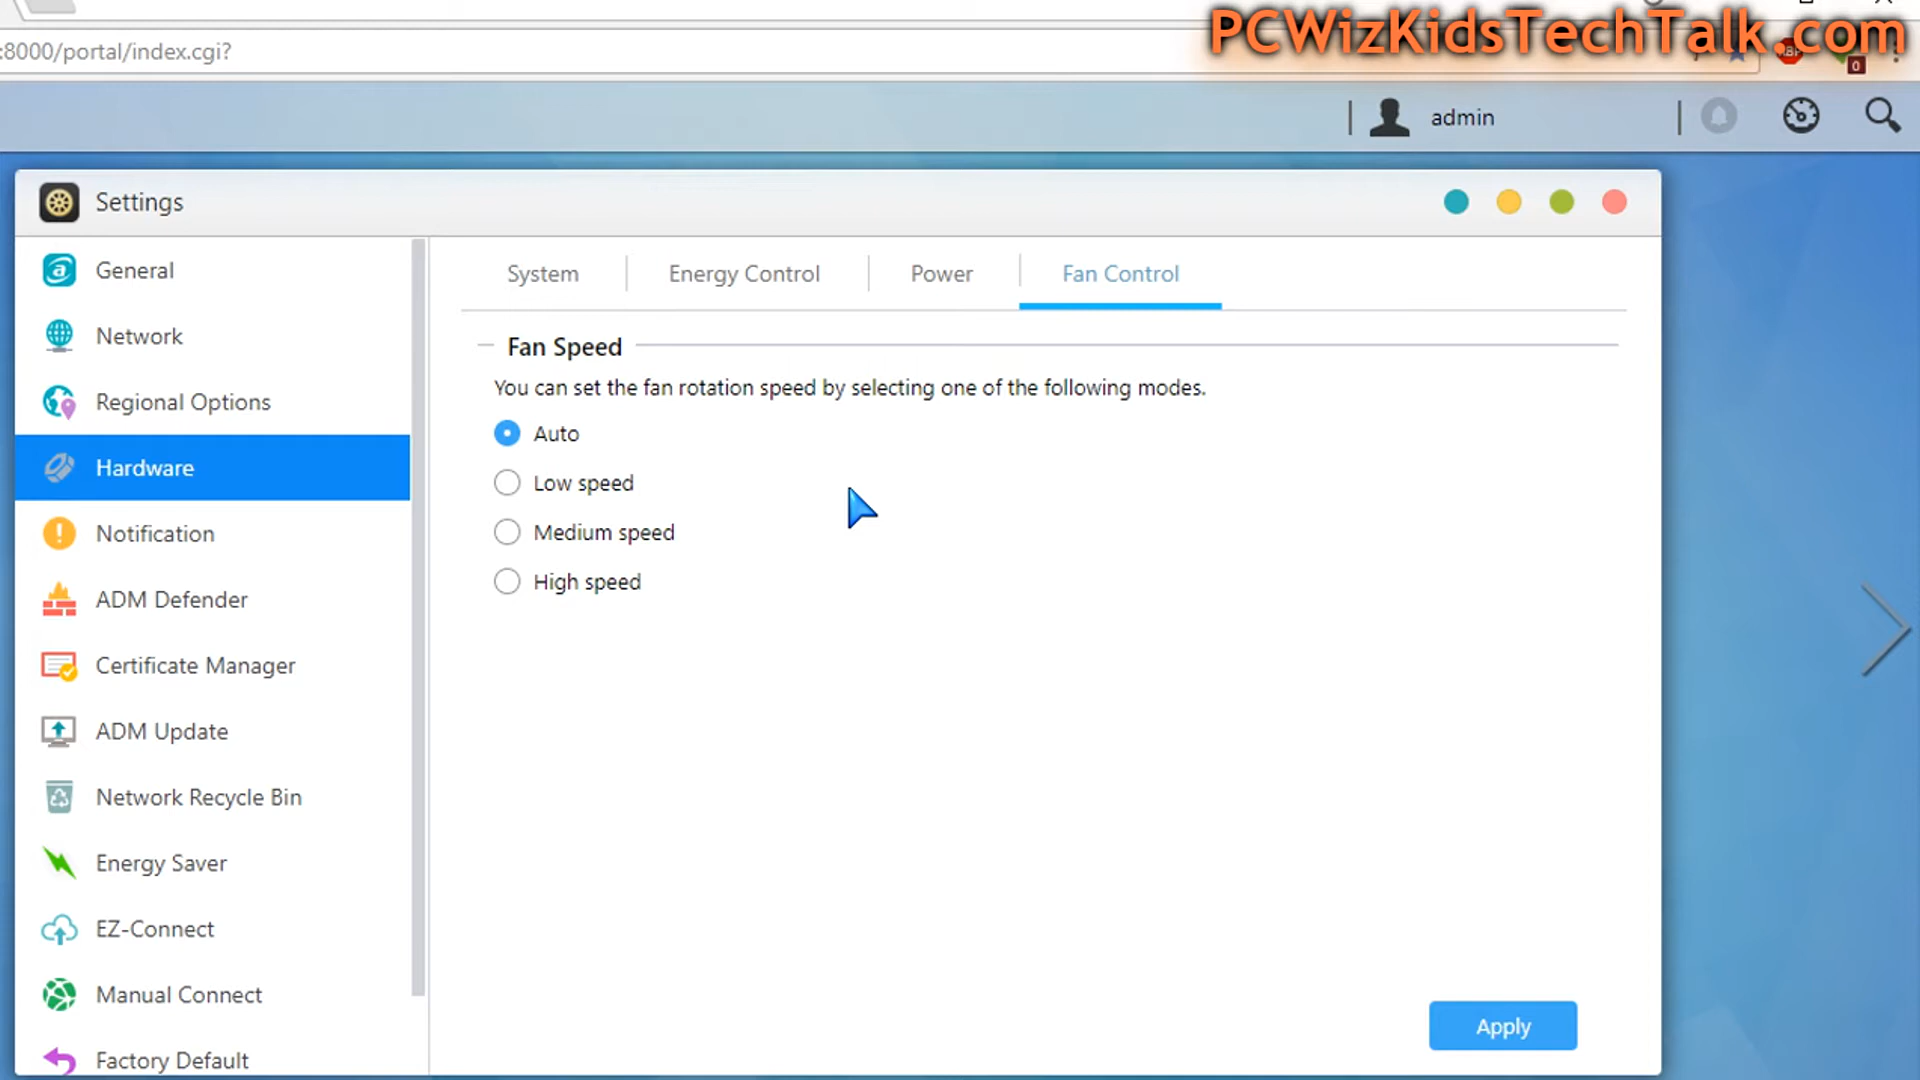 PCWizKidsTechTalk.com
:8000/portal/index.cgi?
0
admin
Settings
General
Network
Regional Options
Hardware
Notification
ADM Defender
Certificate Manager
ADM Update
Network Recycle Bin
Energy Saver
EZ-Connect
Manual Connect
Factory Default
System
Energy Control
Power
Fan Control
Fan Speed
You can set the fan rotation speed by selecting one of the following modes.
Auto
Low speed
Medium speed
High speed
Apply